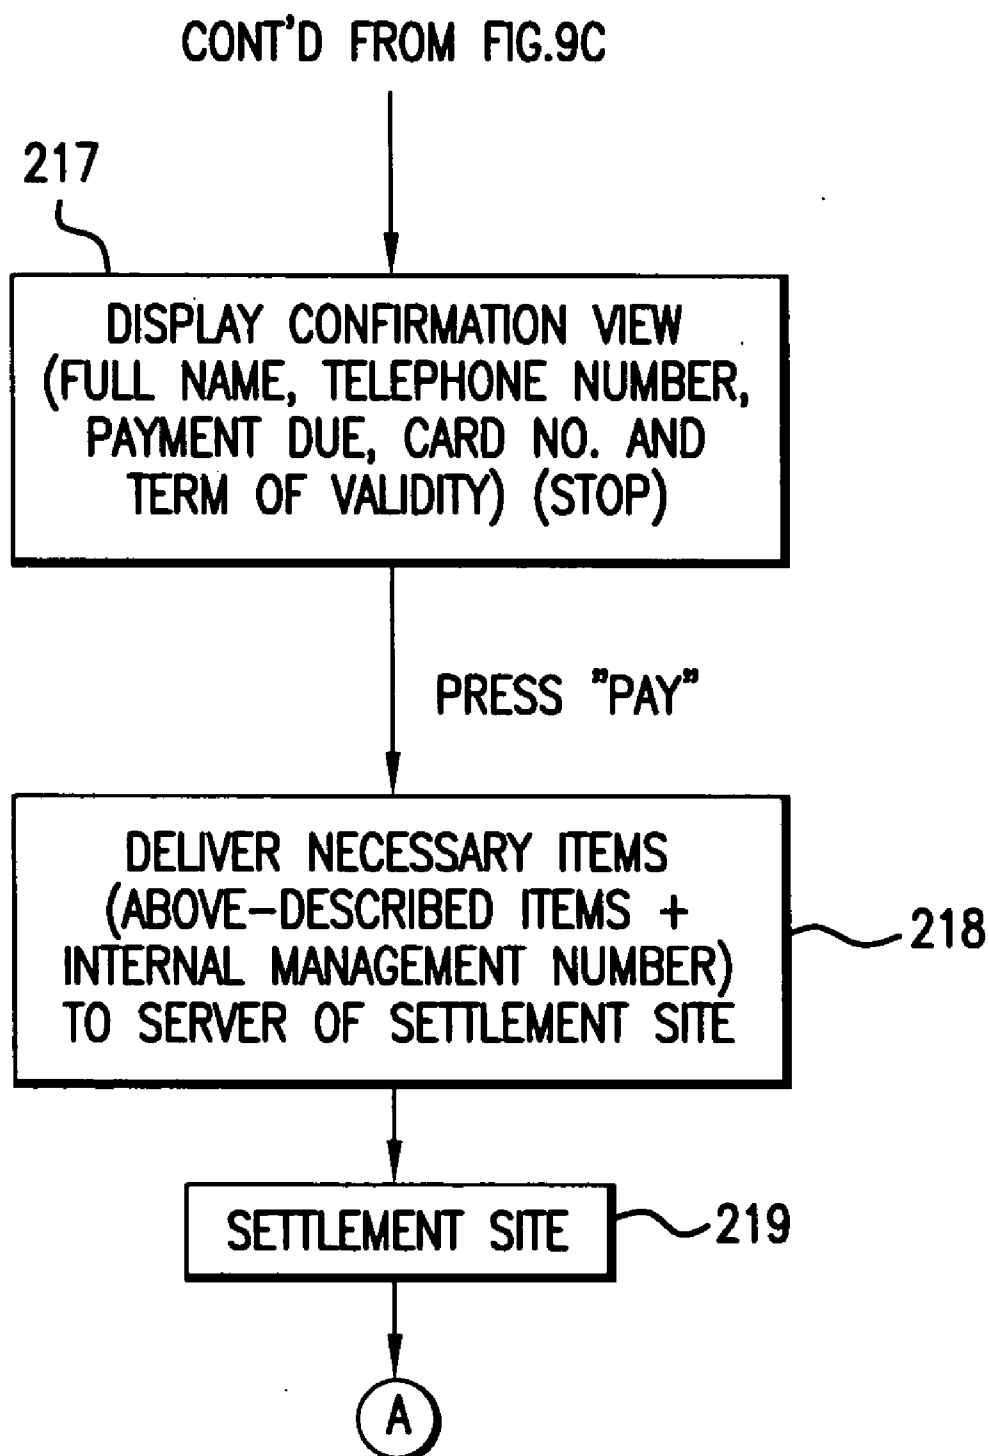 CONT'D FROM FIG.9C
217
DISPLAY CONFIRMATION VIEW
(FULL NAME, TELEPHONE NUMBER,
PAYMENT DUE, CARD NO. AND
TERM OF VALIDITY) (STOP)
PRESS "PAY"
DELIVER NECESSARY ITEMS
(ABOVE-DESCRIBED ITEMS +
INTERNAL MANAGEMENT NUMBER)
TO SERVER OF SETTLEMENT SITE
218
SETTLEMENT SITE
219
A